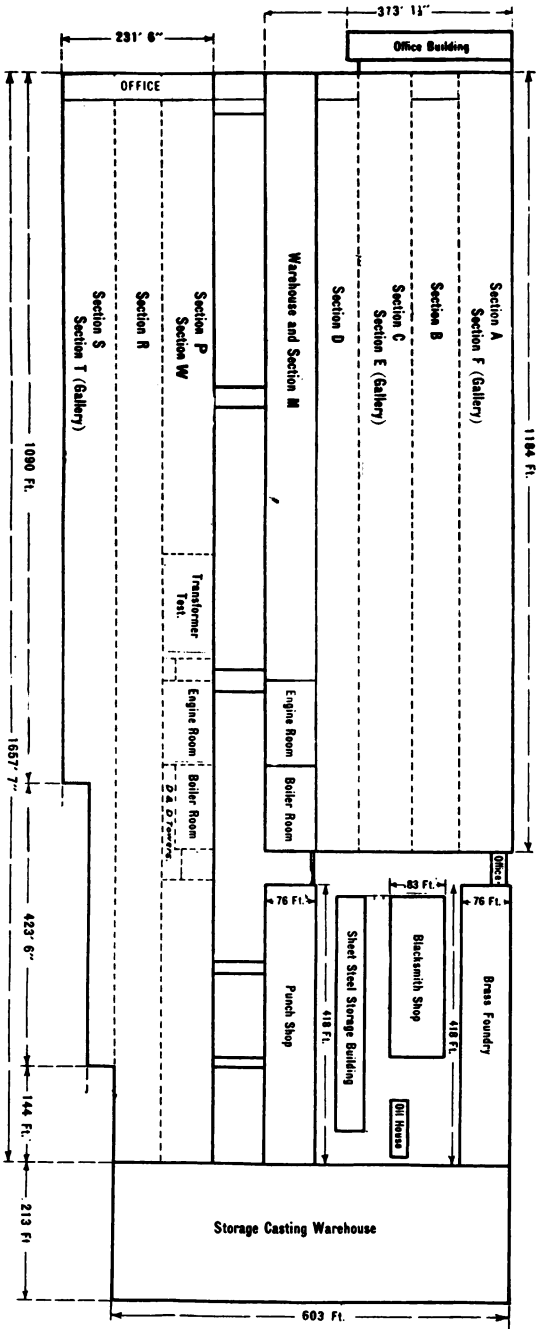 373' 1½"
Office Building
231' 6"
OFFICE
1184 Ft.
Section A
Section F (Gallery)
Section B
Section C
Section E (Gallery)
Section D
Warehouse and Section M
Section P
Section W
Section R
Section S
Section T (Gallery)
1090 Ft.
1657' 7"
Transformer
Test.
Engine Room
Engine Room
Boiler Room
Boiler Room
D & D Towers.
Office
76 Ft.
83 Ft.
76 Ft.
423' 6"
Punch Shop
418 Ft.
Sheet Steel Storage Building
Blacksmith Shop
418 Ft.
Brass Foundry
Oil House
144 Ft.
213 Ft
Storage Casting Warehouse
603 Ft.